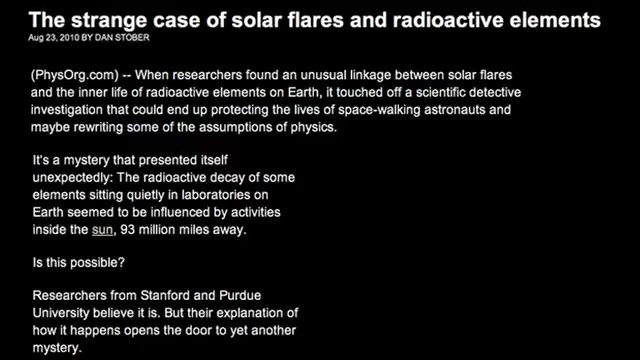 The strange case of solar flares and radioactive elements
Aug 23, 2010 BY DAN STOBER
(PhysOrg.com) -- When researchers found an unusual linkage between solar flares
and the inner life of radioactive elements on Earth, it touched off a scientific detective
investigation that could end up protecting the lives of space-walking astronauts and
maybe rewriting some of the assumptions of physics.
It's a mystery that presented itself
unexpectedly: The radioactive decay of some
elements sitting quietly in laboratories on
Earth seemed to be influenced by activities
inside the sun, 93 million miles away.
Is this possible?
Researchers from Stanford and Purdue
University believe it is. But their explanation of
how it happens opens the door to yet another
mystery.